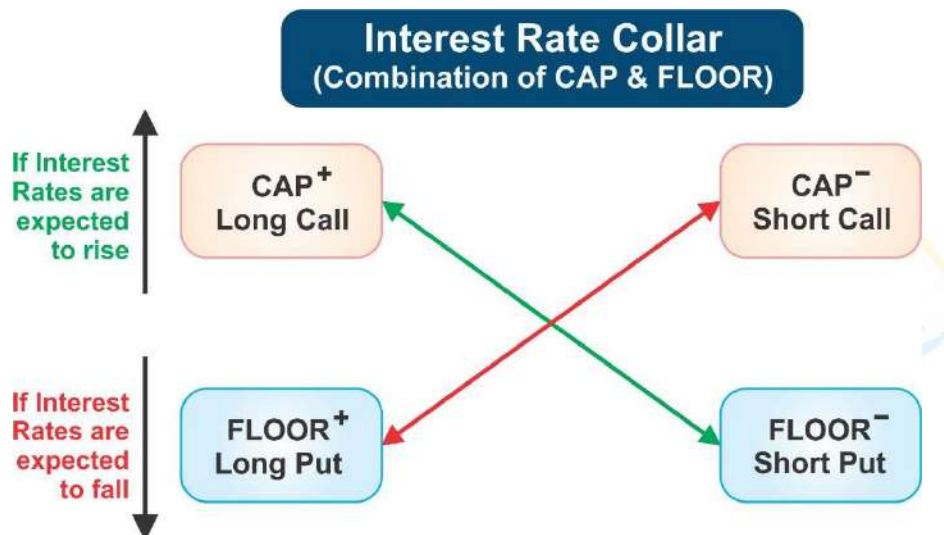 Interest Rate Collar
(Combination of CAP & FLOOR)
If Interest
Rates are
expected
to rise
CAP+
Long Call
CAP−
Short Call
If Interest
Rates are
expected
to fall
FLOOR+
Long Put
FLOOR−
Short Put